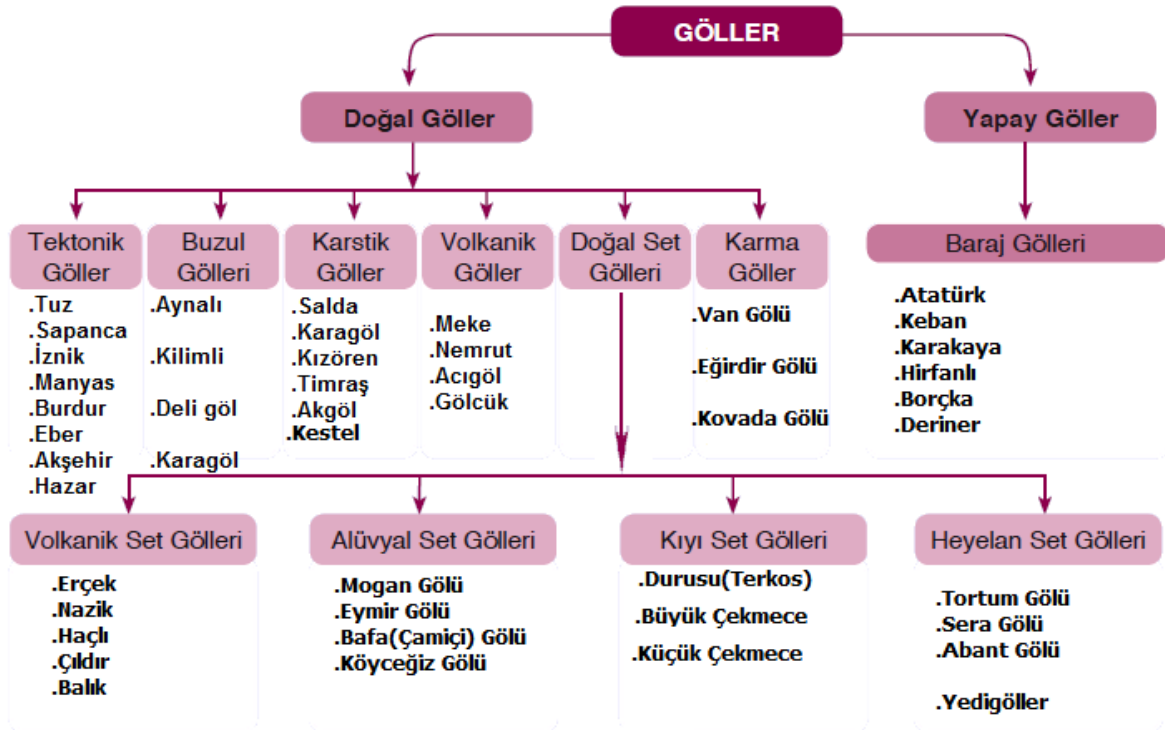 GÖLLER
Doğal Göller
Yapay Göller
Tektonik
Göller
.Tuz
.Sapanca
.İznik
.Manyas
.Burdur
.Eber
.Akşehir
.Hazar
Buzul
Gölleri
.Aynalı
.Kilimli
.Deli göl
.Karagöl
Karstik
Göller
.Salda
.Karagöl
.Kızören
.Timraş
.Akgöl
.Kestel
Volkanik
Göller
.Meke
.Nemrut
.Acıgöl
.Gölcük
Doğal Set
Gölleri
Karma
Göller
.Van Gölü
.Eğirdir Gölü
.Kovada Gölü
Baraj Gölleri
.Atatürk
.Keban
.Karakaya
.Hirfanlı
.Borçka
.Deriner
Volkanik Set Gölleri
.Erçek
.Nazik
.Haçlı
.Çıldır
.Balık
Alüvyal Set Gölleri
.Mogan Gölü
.Eymir Gölü
.Bafa(Çamiçi) Gölü
.Köyceğiz Gölü
Kıyı Set Gölleri
.Durusu(Terkos)
.Büyük Çekmece
.Küçük Çekmece
Heyelan Set Gölleri
.Tortum Gölü
.Sera Gölü
.Abant Gölü
.Yedigöller